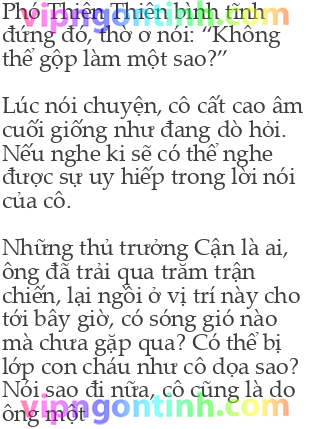 vipngontinh.com
Phó Thiên Thiên bình tĩnh
đứng đó, thờ ơ nói: “Không
thể gộp làm một sao?”
Lúc nói chuyện, cô cất cao âm
cuối giống như đang dò hỏi.
Nếu nghe ki sẽ có thể nghe
được sự uy hiếp trong lời nói
của cô.
Những thủ trưởng Cận là ai,
ông đã trải qua trăm trận
chiến, lại ngồi ở vị trí này cho
tới bây giờ, có sóng gió nào
mà chưa gặp qua? Có thể bị
lớp con cháu như cô dọa sao?
Nói sao đi nữa, cô cũng là do
ông một
vipngontinh.com